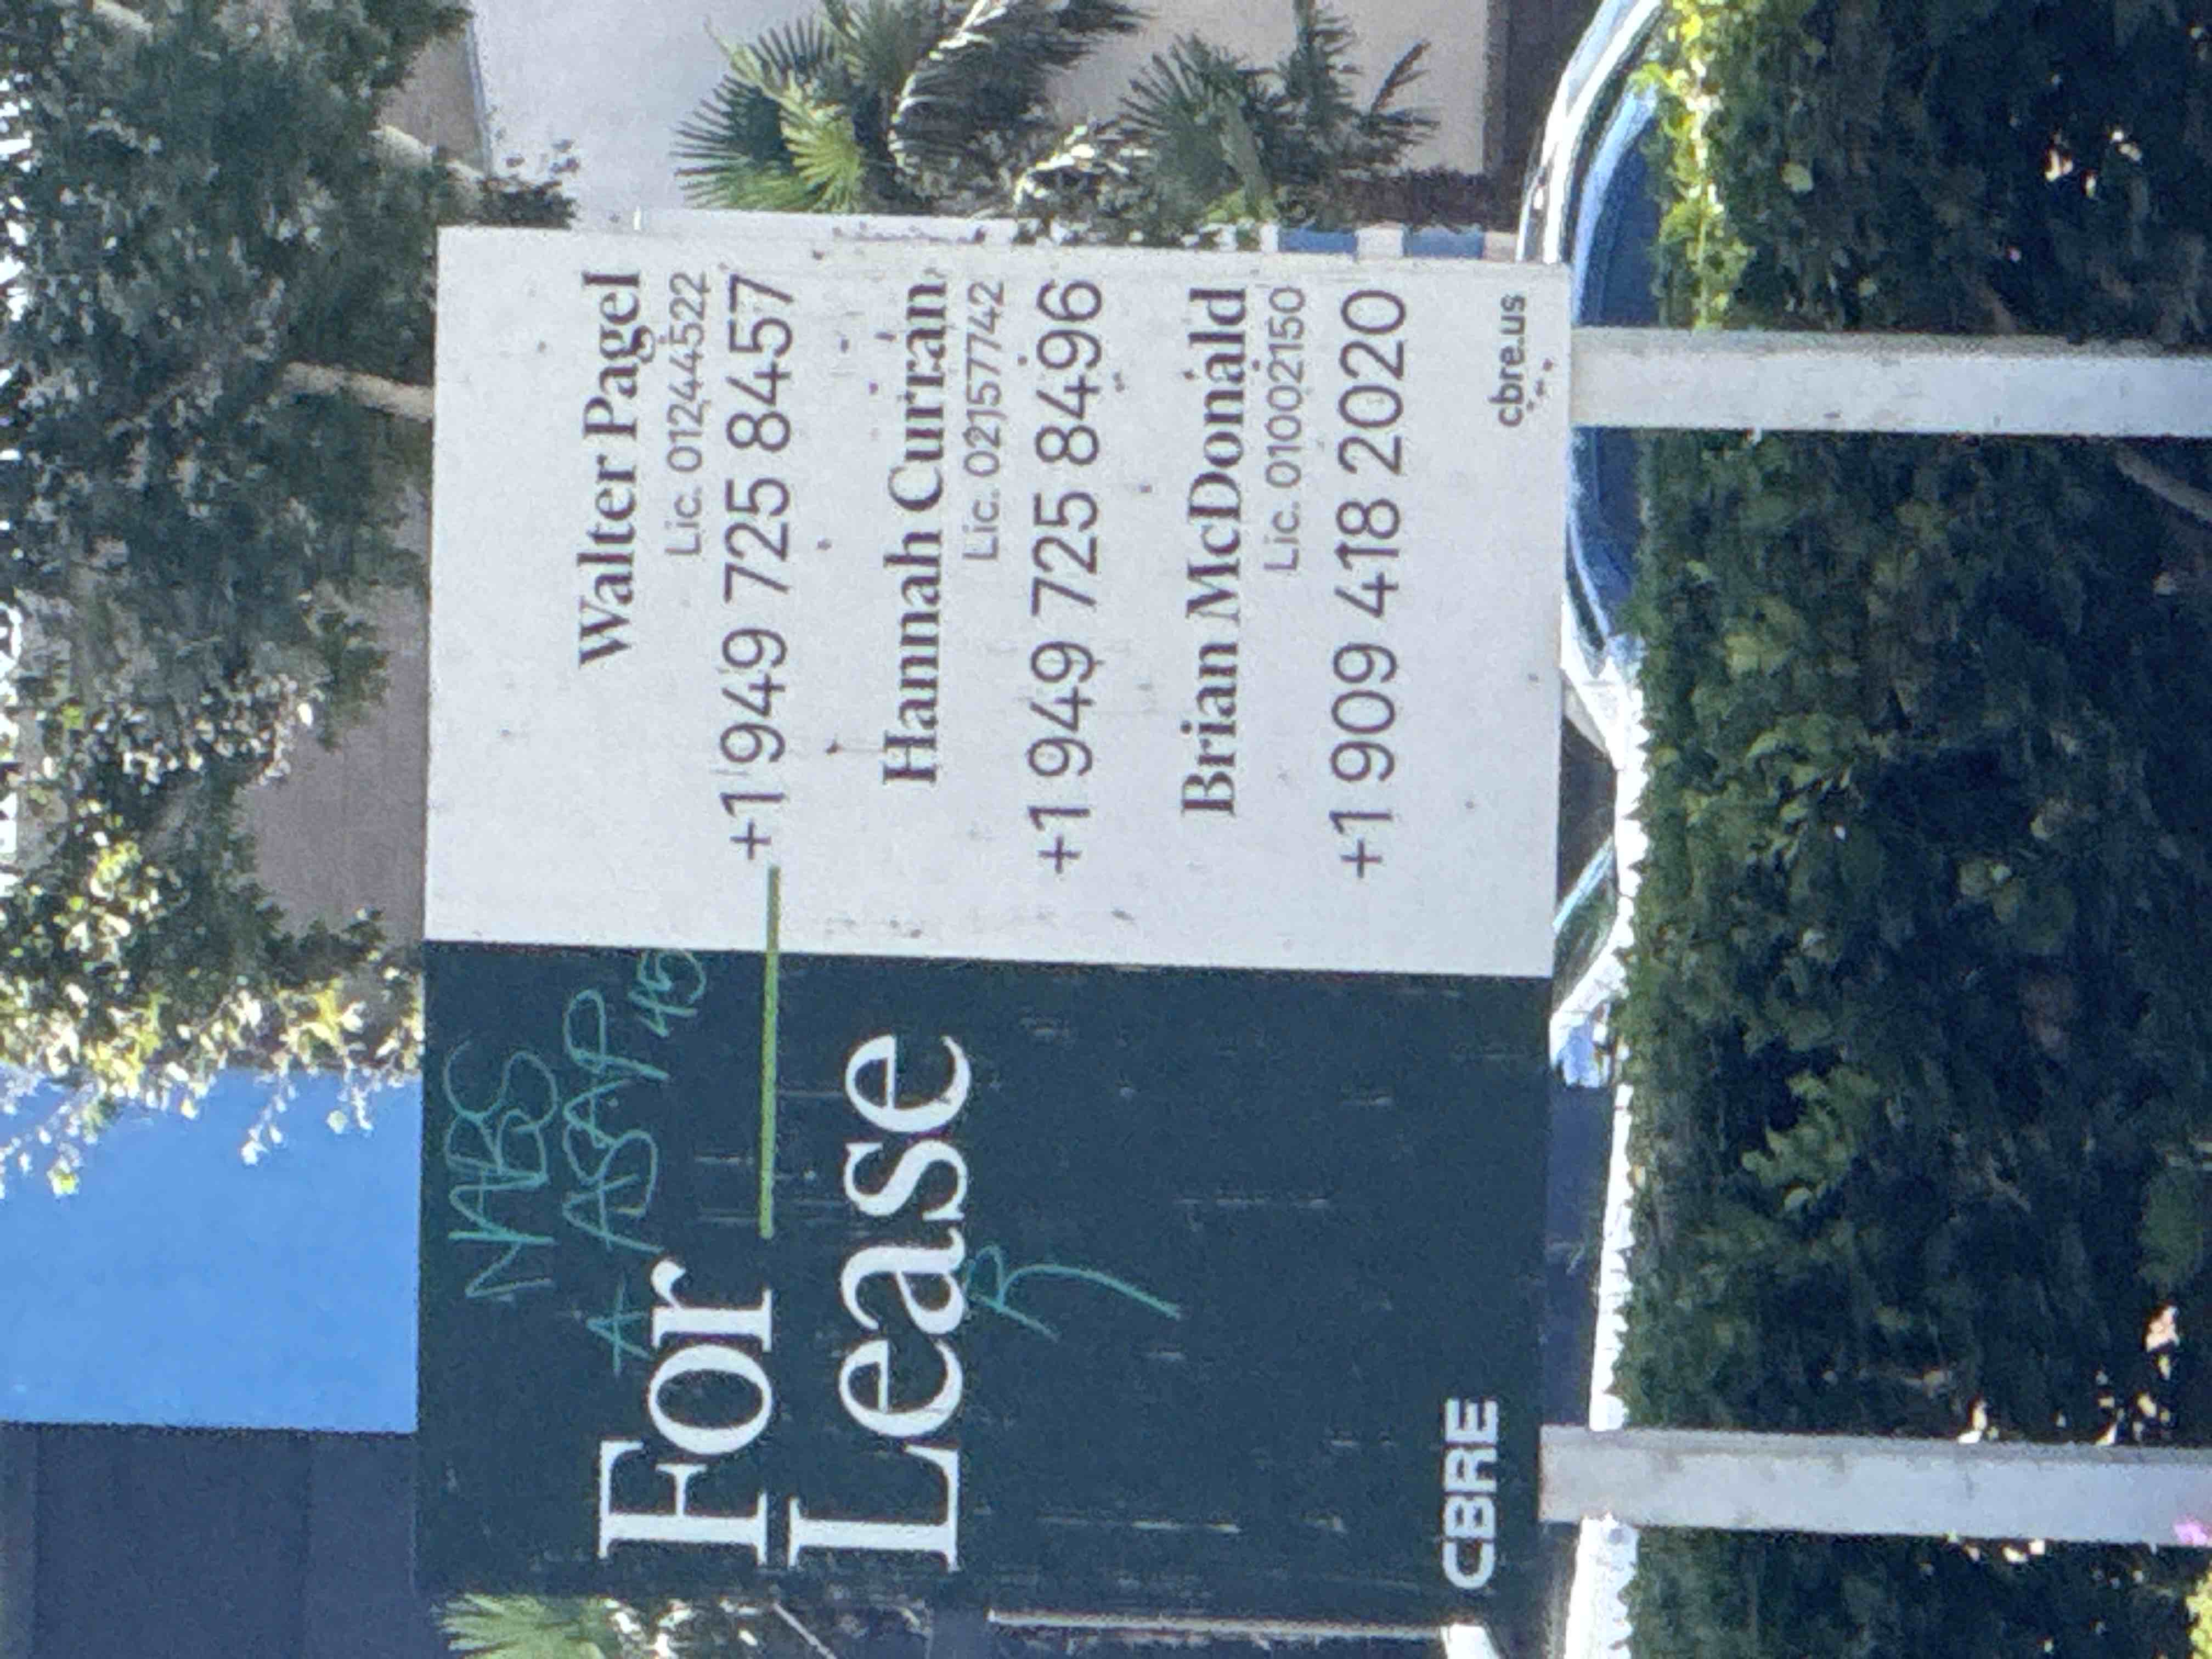 For
Lease
CBRE
Walter Pagel
Lic. 01244522
+1 949 725 8457
Hannah Curran
Lic. 02157742
+1 949 725 8496
Brian McDonald
Lic. 01002150
+1 909 418 2020
cbre.us
ASAP